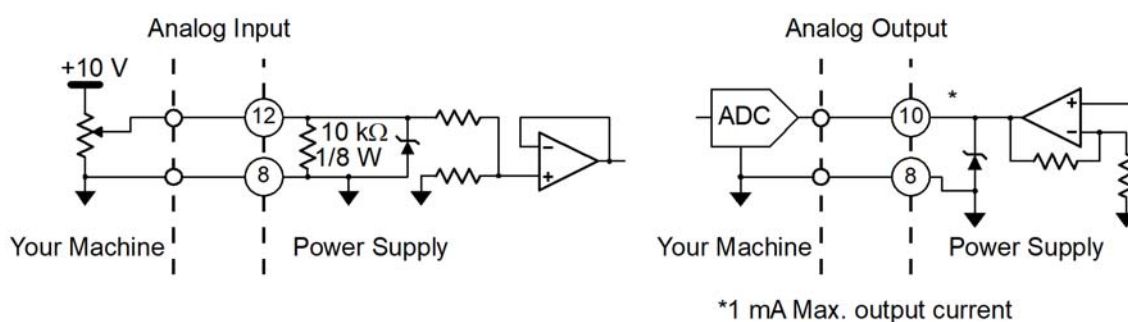 Analog Input
+10 V
12
10 kΩ
1/8 W
8
-
+
Your Machine
Power Supply
Analog Output
ADC
10
*
+
-
8
Your Machine
Power Supply
*1 mA Max. output current